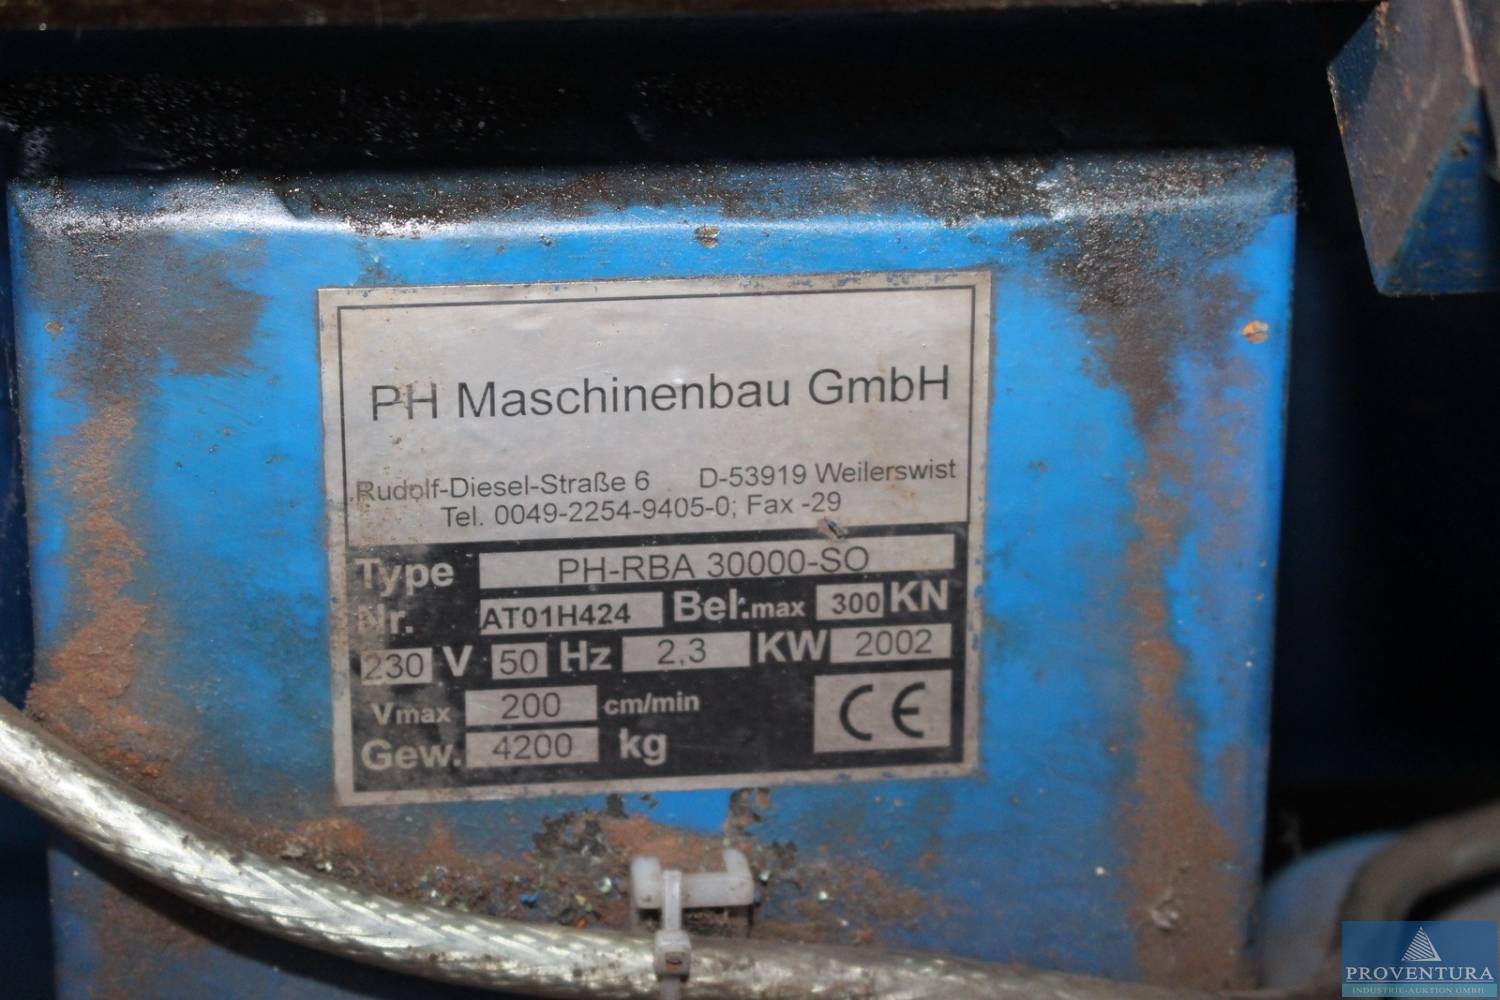 PH Maschinenbau GmbH
Rudolf-Diesel-Straße 6 D-53919 Weilerswist
Tel. 0049-2254-9405-0; Fax -29
Type PH-RBA 30000-SO
Nr. AT01H424 Bel.max 300 KN
230 V 50 Hz 2,3 KW 2002
Vmax 200 cm/min
Gew. 4200 kg
CE
PROVENTURA
INDUSTRIE-AUKTION GMBH